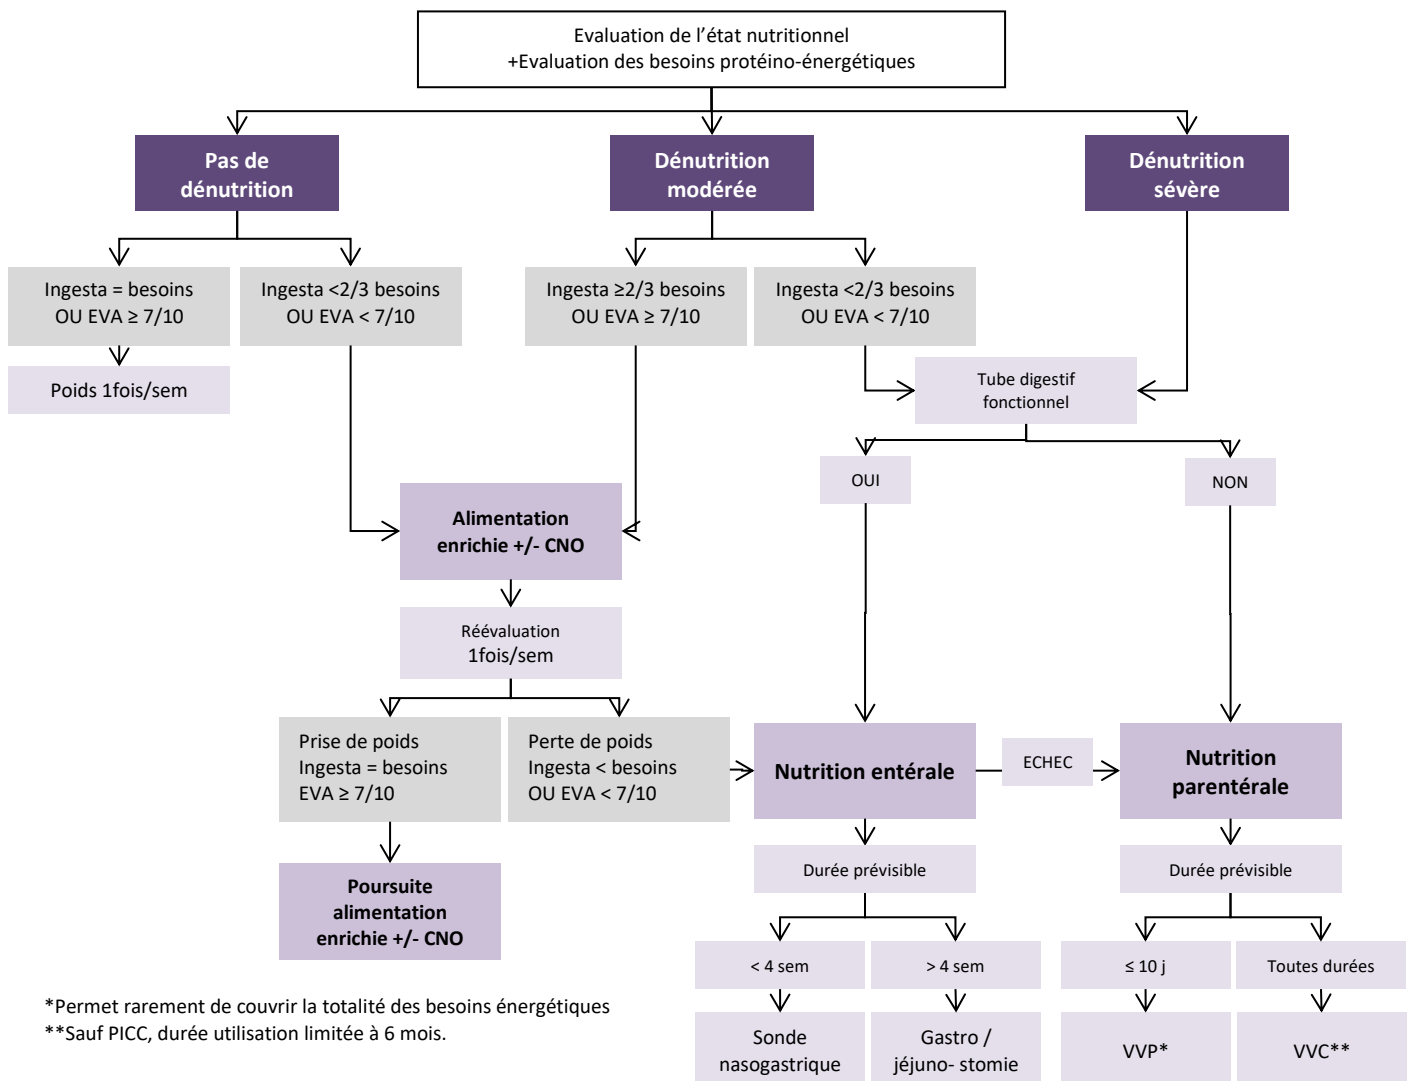 Evaluation de l'état nutritionnel
+Evaluation des besoins protéino-énergétiques
Pas de
dénutrition
Dénutrition
modérée
Dénutrition
sévère
Ingesta = besoins
OU EVA ≥ 7/10
Ingesta <2/3 besoins
OU EVA < 7/10
Ingesta ≥2/3 besoins
OU EVA ≥ 7/10
Ingesta <2/3 besoins
OU EVA < 7/10
Poids 1fois/sem
Tube digestif
fonctionnel
OUI
NON
Alimentation
enrichie +/- CNO
Réévaluation
1fois/sem
Prise de poids
Ingesta = besoins
EVA ≥ 7/10
Perte de poids
Ingesta < besoins
OU EVA < 7/10
Nutrition entérale
ECHEC
Nutrition
parentérale
Poursuite
alimentation
enrichie +/- CNO
Durée prévisible
Durée prévisible
< 4 sem
> 4 sem
≤ 10 j
Toutes durées
Sonde
nasogastrique
Gastro /
jéjuno- stomie
VVP*
VVC**
*Permet rarement de couvrir la totalité des besoins énergétiques
**Sauf PICC, durée utilisation limitée à 6 mois.